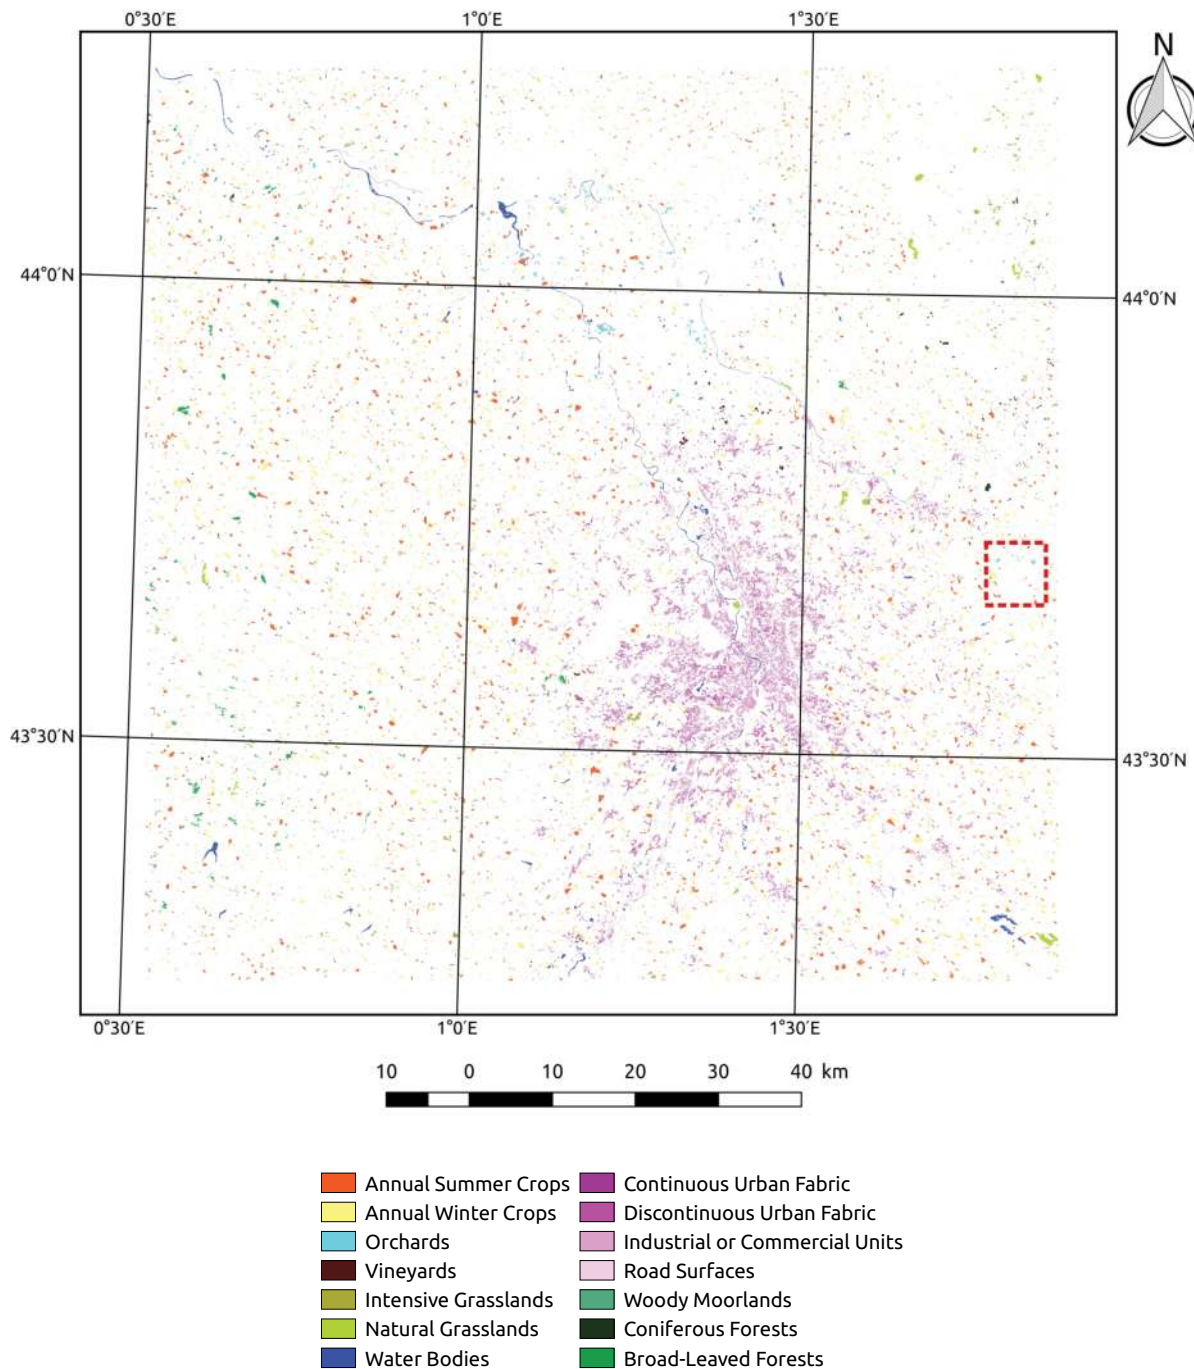 0°30′E 1°0′E 1°30′E
N
44°0′N 44°0′N
43°30′N 43°30′N
0°30′E 1°0′E 1°30′E
10 0 10 20 30 40 km
Annual Summer Crops Continuous Urban Fabric
Annual Winter Crops Discontinuous Urban Fabric
Orchards Industrial or Commercial Units
Vineyards Road Surfaces
Intensive Grasslands Woody Moorlands
Natural Grasslands Coniferous Forests
Water Bodies Broad-Leaved Forests